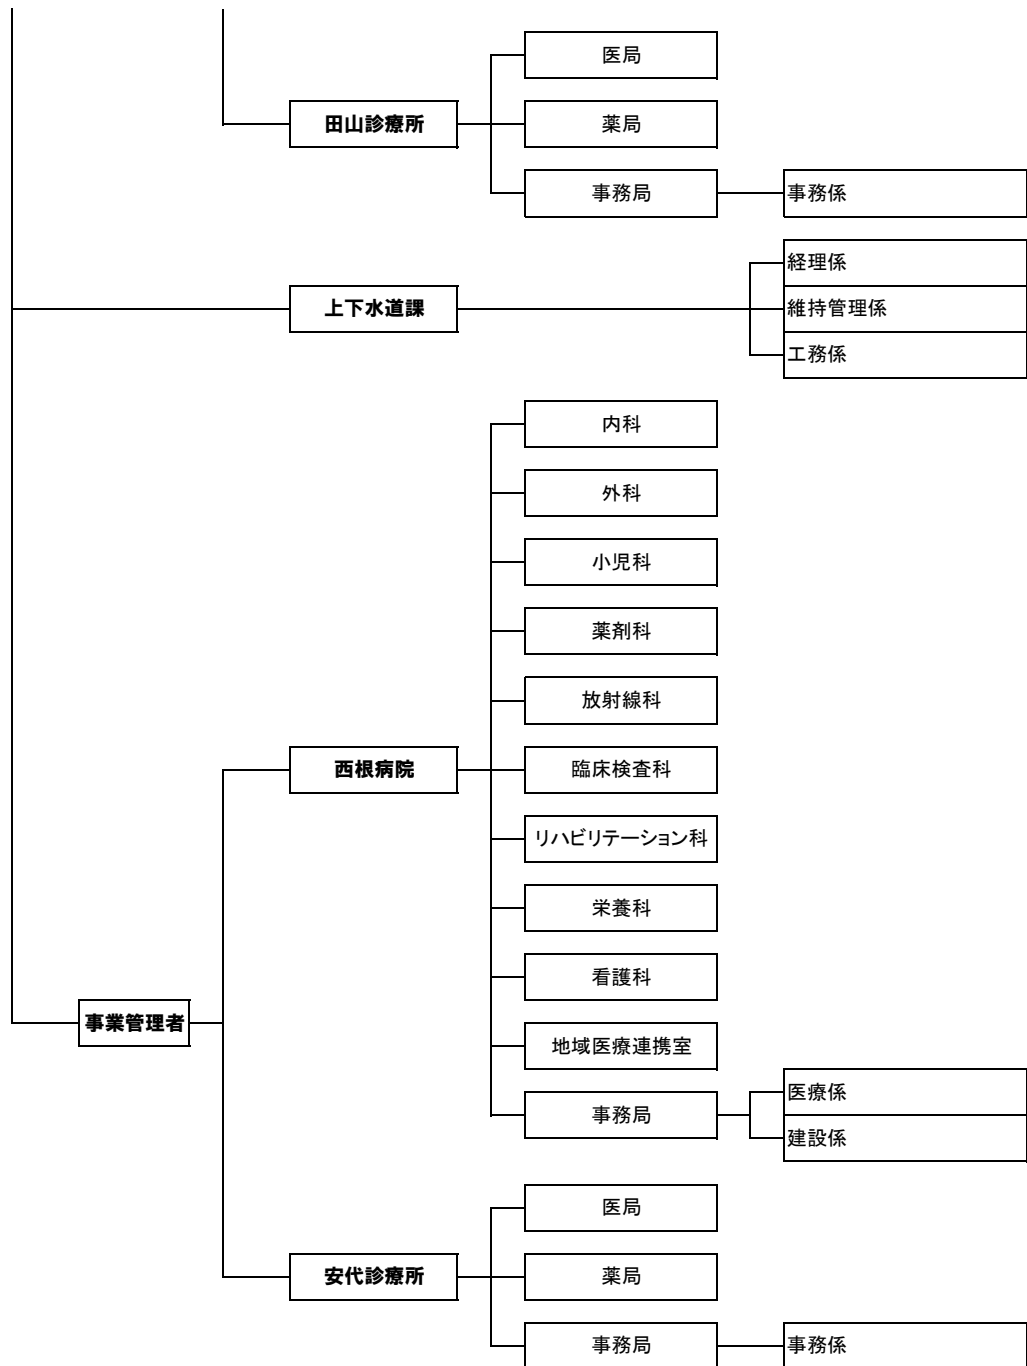 医局
田山診療所
薬局
事務局
事務係
経理係
上下水道課
維持管理係
工務係
内科
外科
小児科
薬剤科
放射線科
西根病院
臨床検査科
リハビリテーション科
栄養科
看護科
事業管理者
地域医療連携室
医療係
事務局
建設係
医局
安代診療所
薬局
事務局
事務係